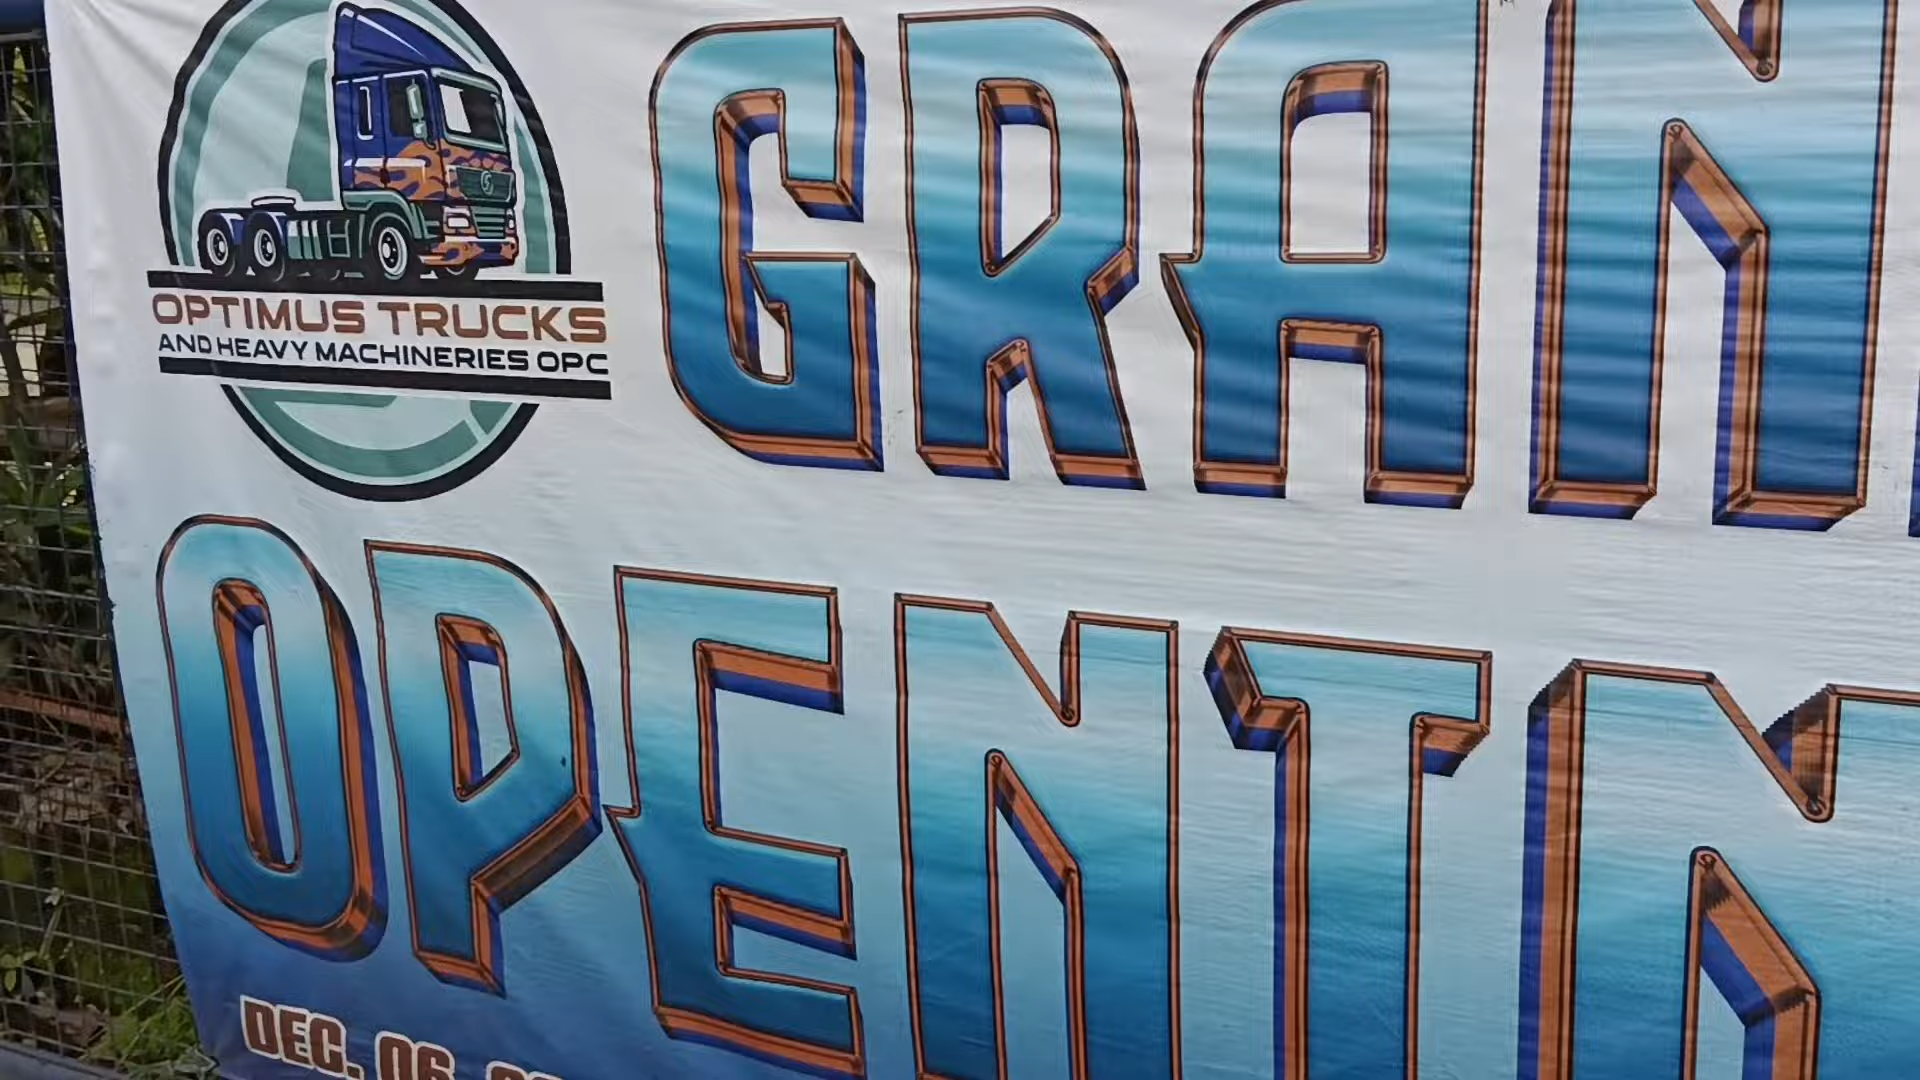 OPTIMUS TRUCKS
AND HEAVY MACHINERIES OPC
GRAN
OPENIN
DEC. 06